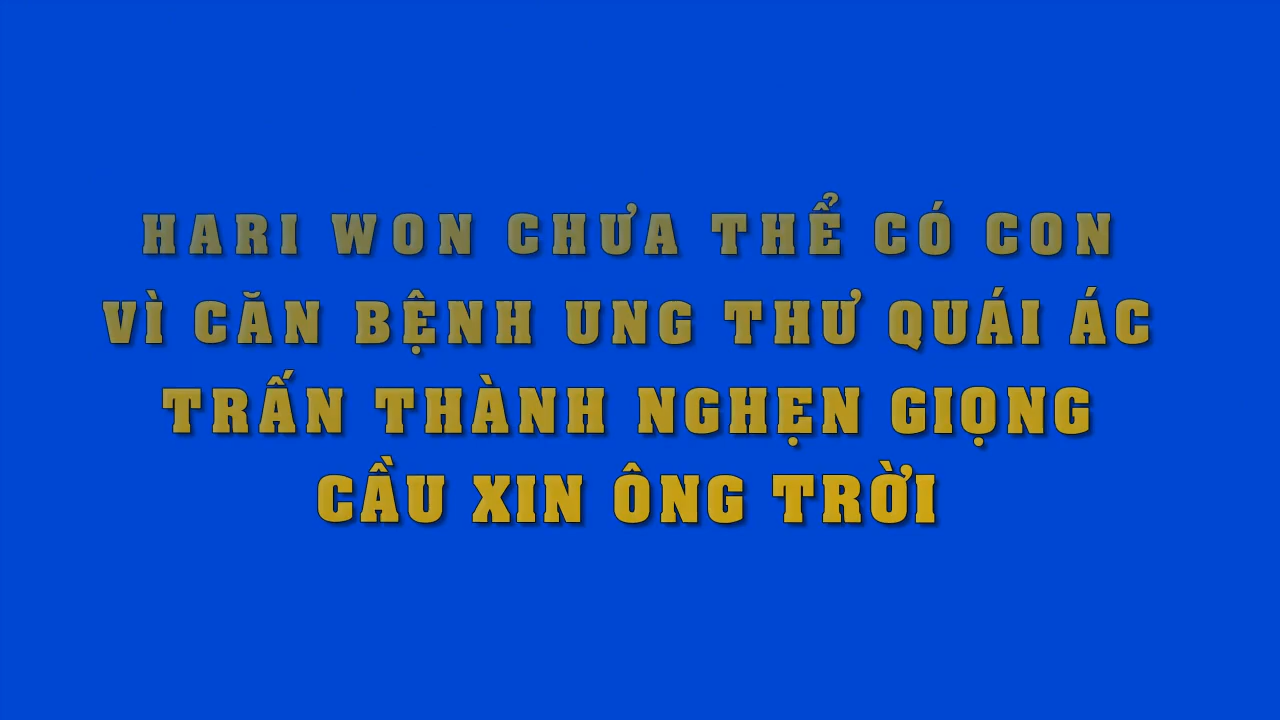 HARI WON CHƯA THỂ CÓ CON
VÌ CĂN BỆNH UNG THƯ QUÁI ÁC
TRẤN THÀNH NGHẸN GIỌNG
CẦU XIN ÔNG TRỜI